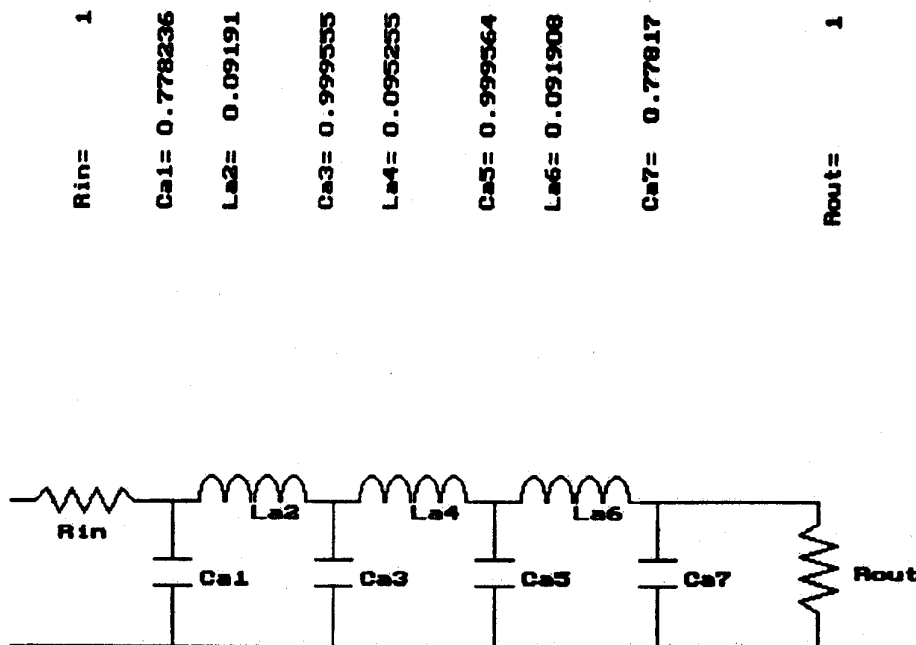 Rin= 1
Ca1= 0.778236
La2= 0.09191
Ca3= 0.999555
La4= 0.095255
Ca5= 0.999564
La6= 0.091908
Ca7= 0.77817
Rout= 1
La2
La4
La6
Rin
Ca1
Ca3
Ca5
Ca7
Rout